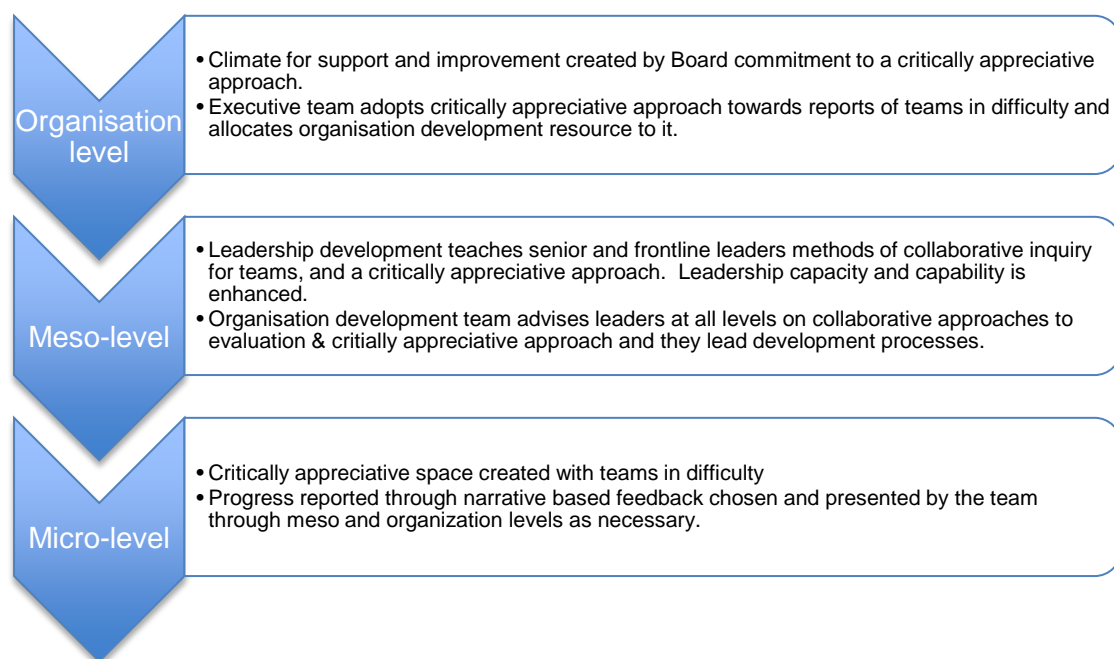 Organisation
level
• Climate for support and improvement created by Board commitment to a critically appreciative
approach.
• Executive team adopts critically appreciative approach towards reports of teams in difficulty and
allocates organisation development resource to it.
Meso-level
• Leadership development teaches senior and frontline leaders methods of collaborative inquiry
for teams, and a critically appreciative approach.  Leadership capacity and capability is
enhanced.
• Organisation development team advises leaders at all levels on collaborative approaches to
evaluation & critially appreciative approach and they lead development processes.
Micro-level
• Critically appreciative space created with teams in difficulty
• Progress reported through narrative based feedback chosen and presented by the team
through meso and organization levels as necessary.